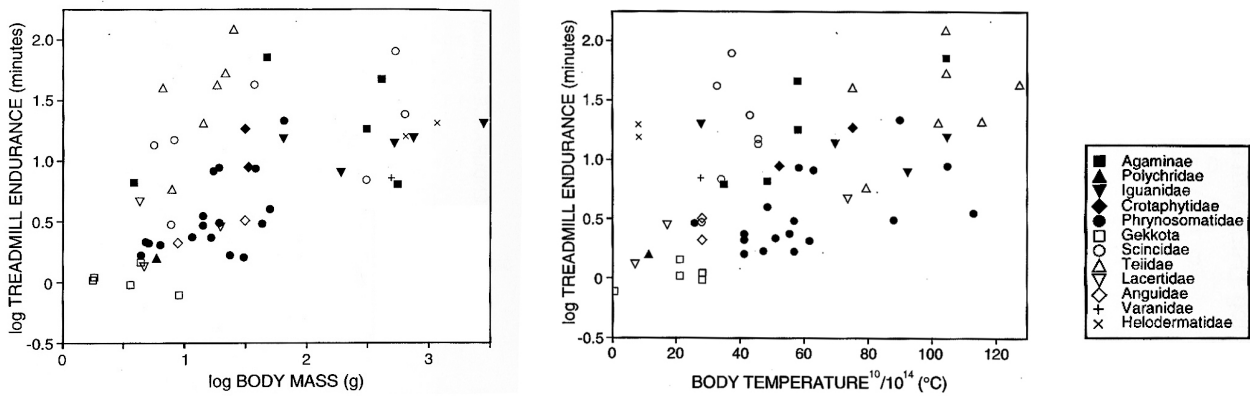 log TREADMILL ENDURANCE (minutes)
2.0
1.5
1.0
0.5
0
-0.5
0
1
2
3
log BODY MASS (g)
log TREADMILL ENDURANCE (minutes)
2.0
1.5
1.0
0.5
0
-0.5
0
20
40
60
80
100
120
BODY TEMPERATURE¹⁰/10¹⁴ (°C)
Agaminae
Polychridae
Iguanidae
Crotaphytidae
Phrynosomatidae
Gekkota
Scincidae
Teiidae
Lacertidae
Anguidae
Varanidae
Helodermatidae